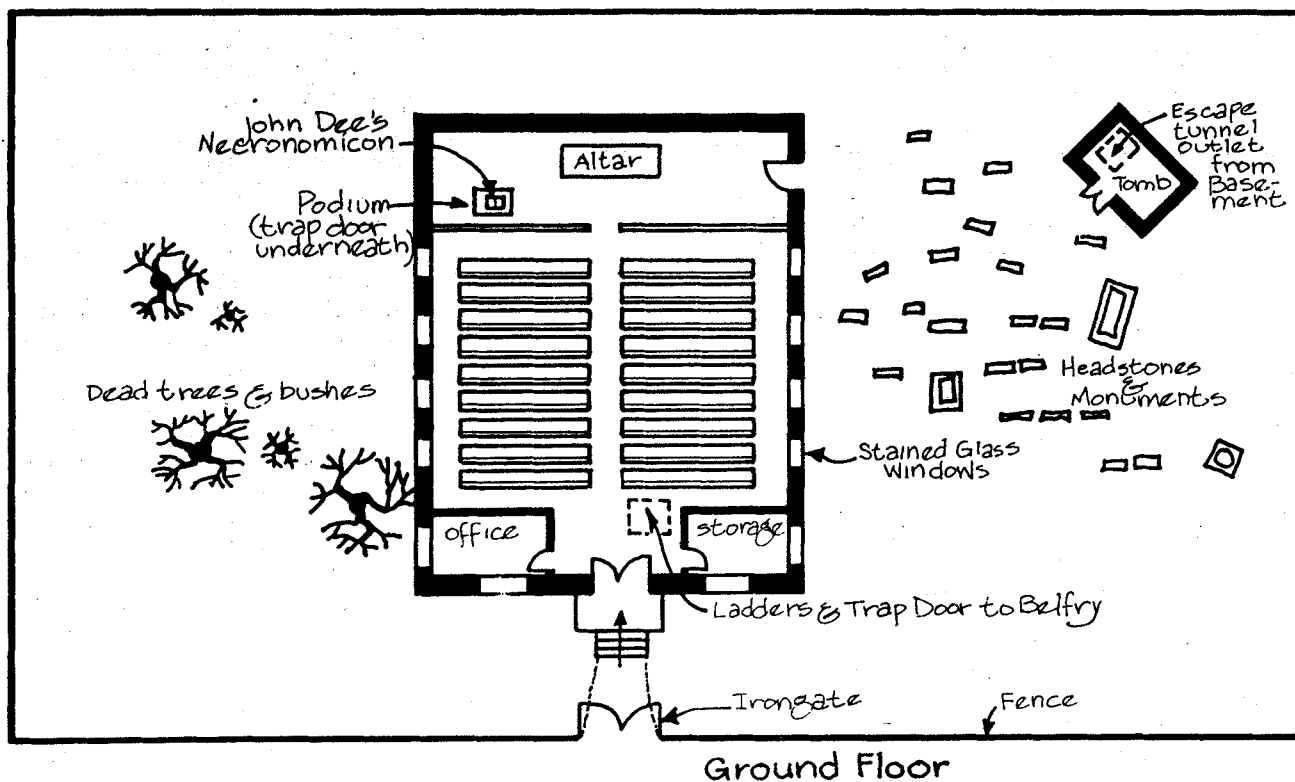 John Dee's
Necronomicon
Altar
Podium
(trap door
underneath)
Escape
tunnel
outlet
from
Base-
ment
Tomb
Dead trees & bushes
Headstones
&
Montments
Stained Glass
windows
office
storage
Ladders & Trap Door to Belfry
Irongate
Fence
Ground Floor